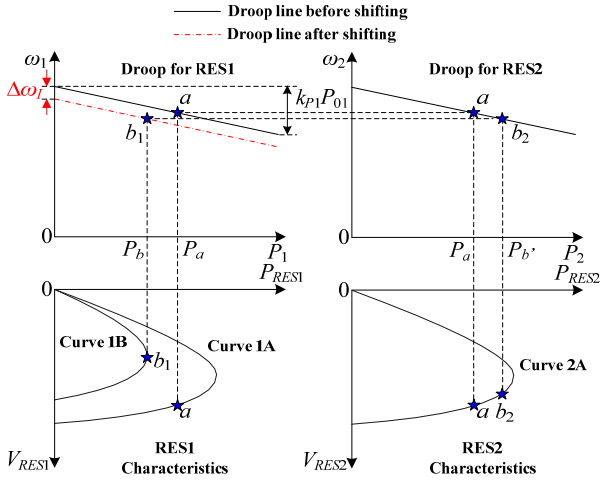 Droop line before shifting
Droop line after shifting
ω1
Droop for RES1
Δω1
a
kP1P01
b1
0
Pb
Pa
P1
PRES1
ω2
Droop for RES2
a
b2
0
Pa
Pb’
P2
PRES2
0
Curve 1B
b1
Curve 1A
a
VRES1
RES1
Characteristics
0
Curve 2A
a
b2
VRES2
RES2
Characteristics